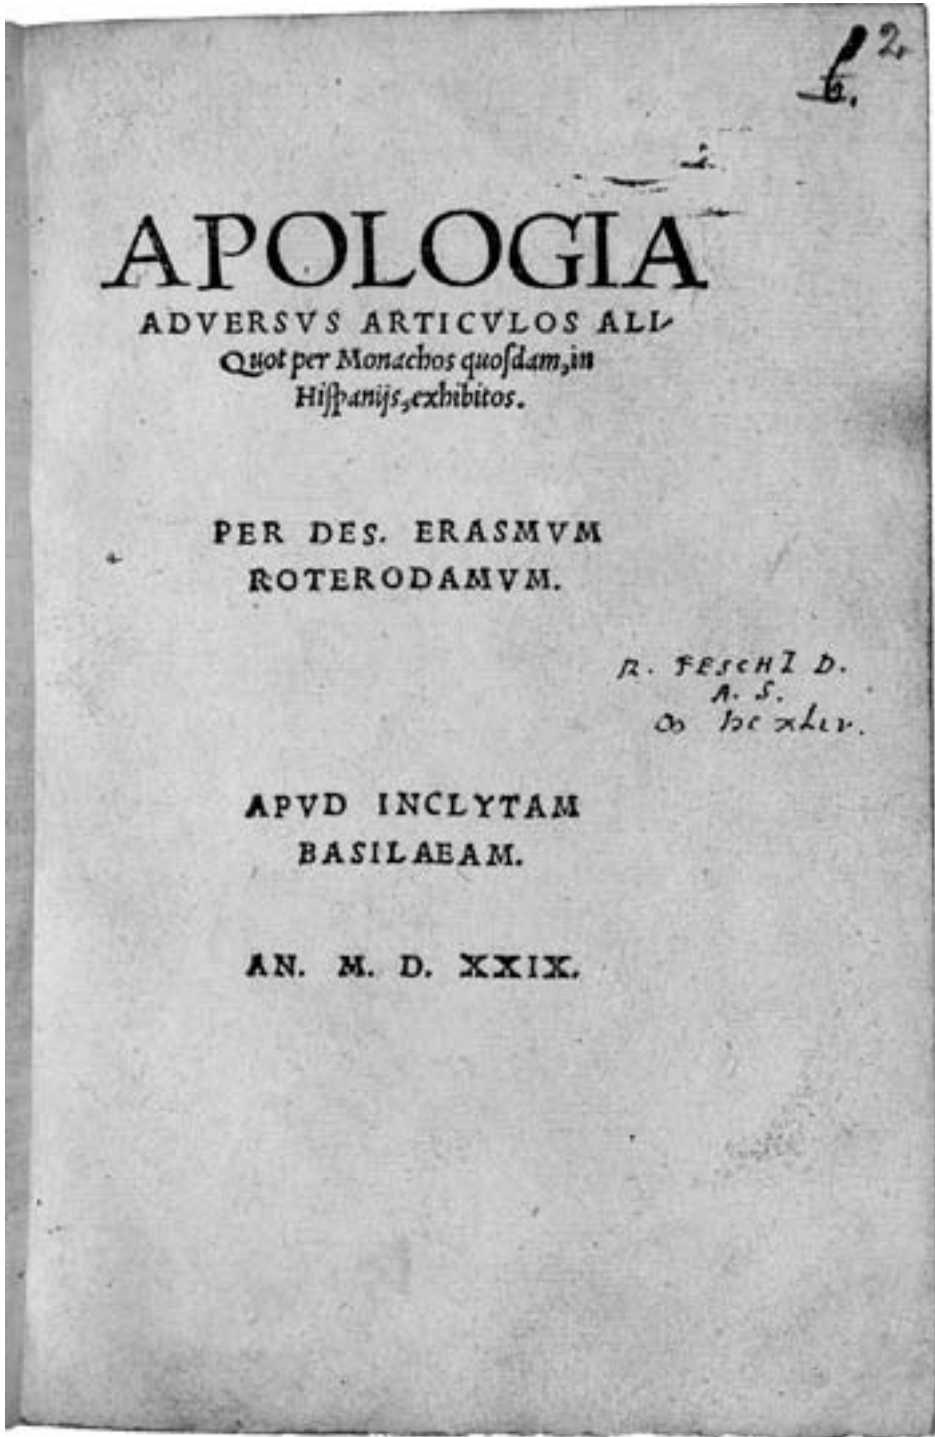 2.
APOLOGIA
ADVERSVS ARTICVLOS ALI-
Quot per Monachos quoſdam, in
Hiſpanijs, exhibitos.
PER DES. ERASMVM
ROTERODAMVM.
R. FESCHI D.
A. S.
APVD INCLYTAM
BASILAEAM.
AN. M. D. XXIX.